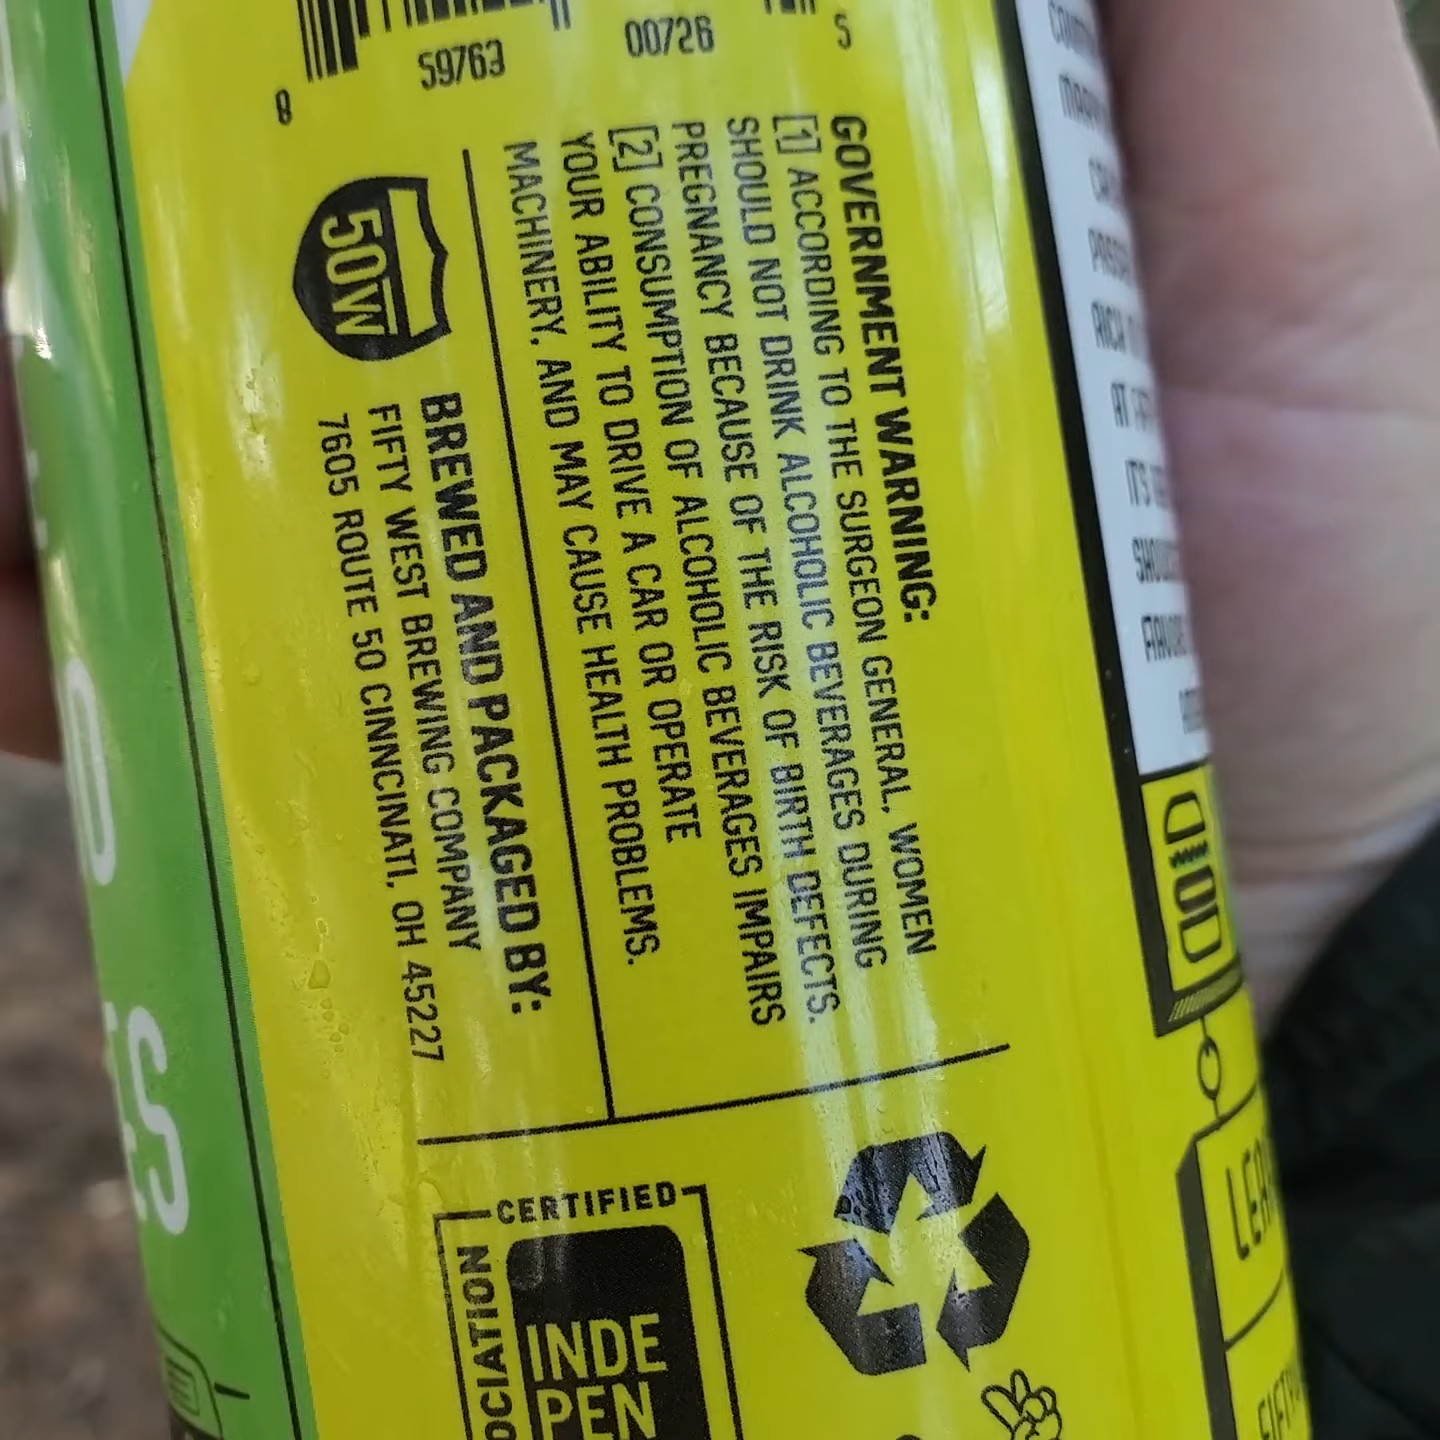 8 59763 00726 5
GOVERNMENT WARNING:
[1] ACCORDING TO THE SURGEON GENERAL, WOMEN
SHOULD NOT DRINK ALCOHOLIC BEVERAGES DURING
PREGNANCY BECAUSE OF THE RISK OF BIRTH DEFECTS.
[2] CONSUMPTION OF ALCOHOLIC BEVERAGES IMPAIRS
YOUR ABILITY TO DRIVE A CAR OR OPERATE
MACHINERY, AND MAY CAUSE HEALTH PROBLEMS.
50W
BREWED AND PACKAGED BY:
FIFTY WEST BREWING COMPANY
7605 ROUTE 50 CINNCINATI, OH 45227
CERTIFIED
INDE
PEN